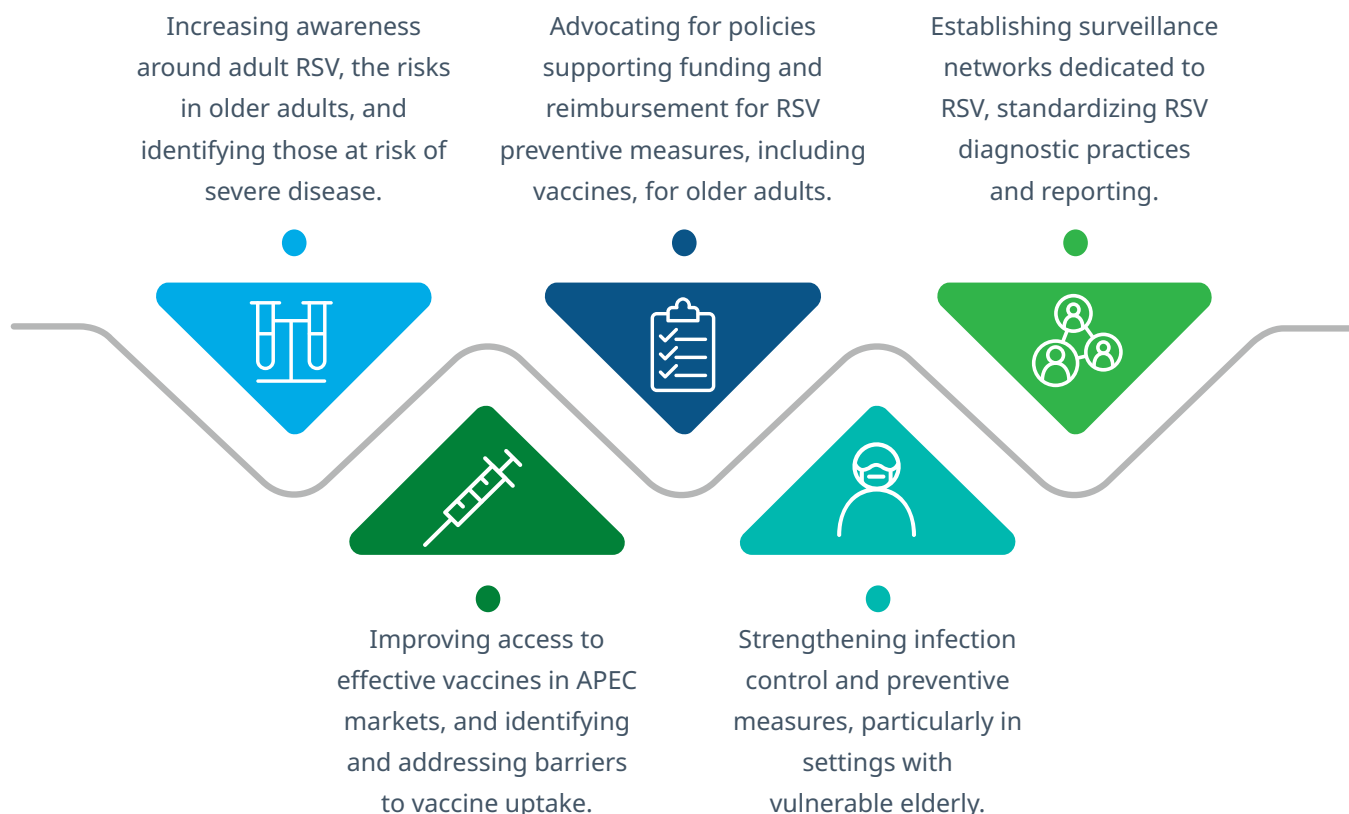 Increasing awareness
around adult RSV, the risks
in older adults, and
identifying those at risk of
severe disease.
Advocating for policies
supporting funding and
reimbursement for RSV
preventive measures, including
vaccines, for older adults.
Establishing surveillance
networks dedicated to
RSV, standardizing RSV
diagnostic practices
and reporting.
Improving access to
effective vaccines in APEC
markets, and identifying
and addressing barriers
to vaccine uptake.
Strengthening infection
control and preventive
measures, particularly in
settings with
vulnerable elderly.